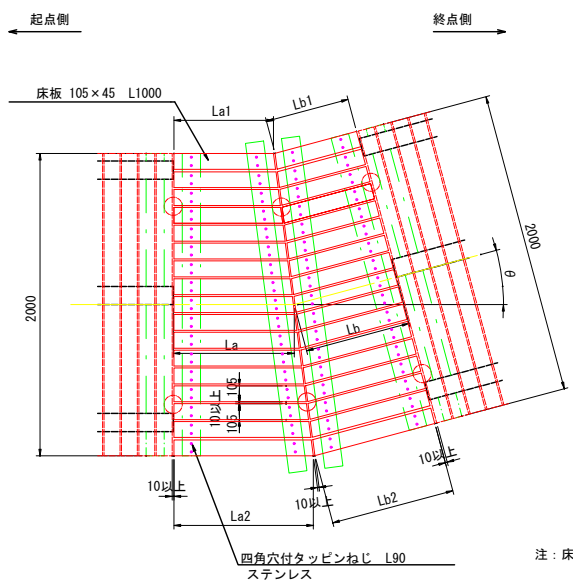 起点側
終点側
床板 105×45 L1000
La1
Lb1
2000
2000
θ
La
Lb
105
10以上
105
10以上
10以上
10以上
La2
Lb2
四角穴付タッピンねじ L90
ステンレス
注：床